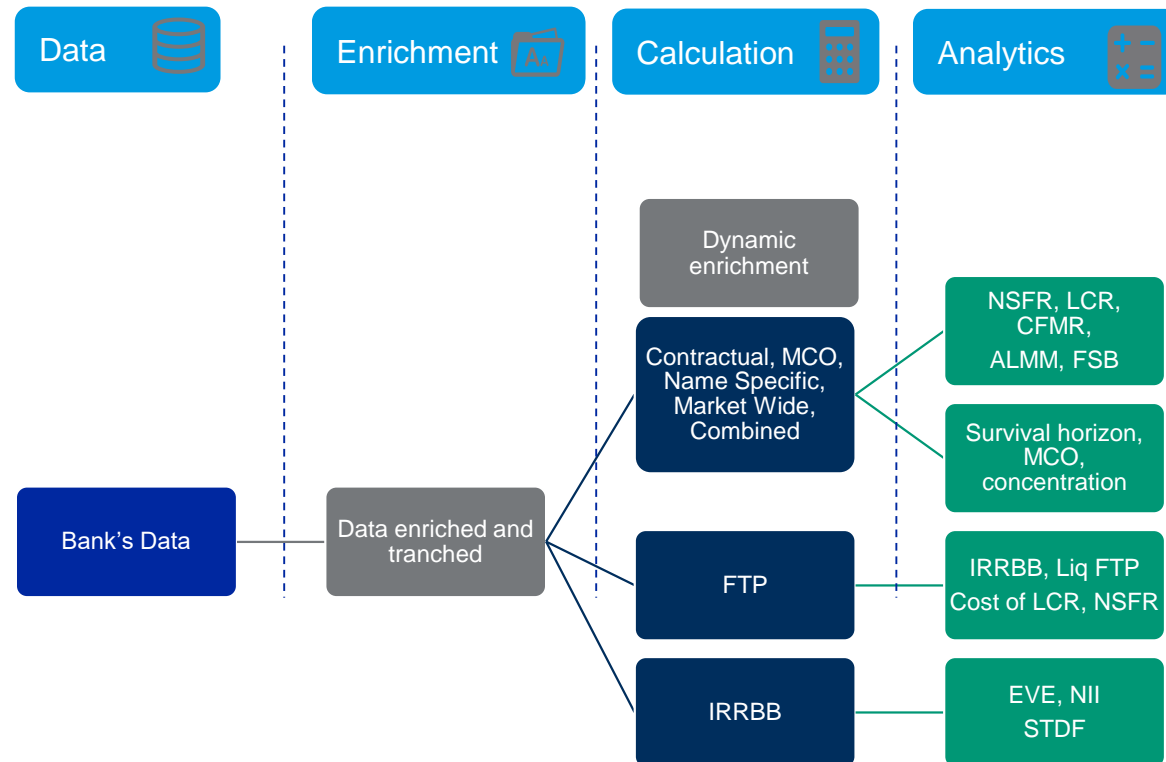 Data
Enrichment
Calculation
Analytics
Dynamic
enrichment
Contractual, MCO,
Name Specific,
Market Wide,
Combined
NSFR, LCR,
CFMR,
ALMM, FSB
Survival horizon,
MCO,
concentration
Bank’s Data
Data enriched and
tranched
FTP
IRRBB, Liq FTP
Cost of LCR, NSFR
IRRBB
EVE, NII
STDF